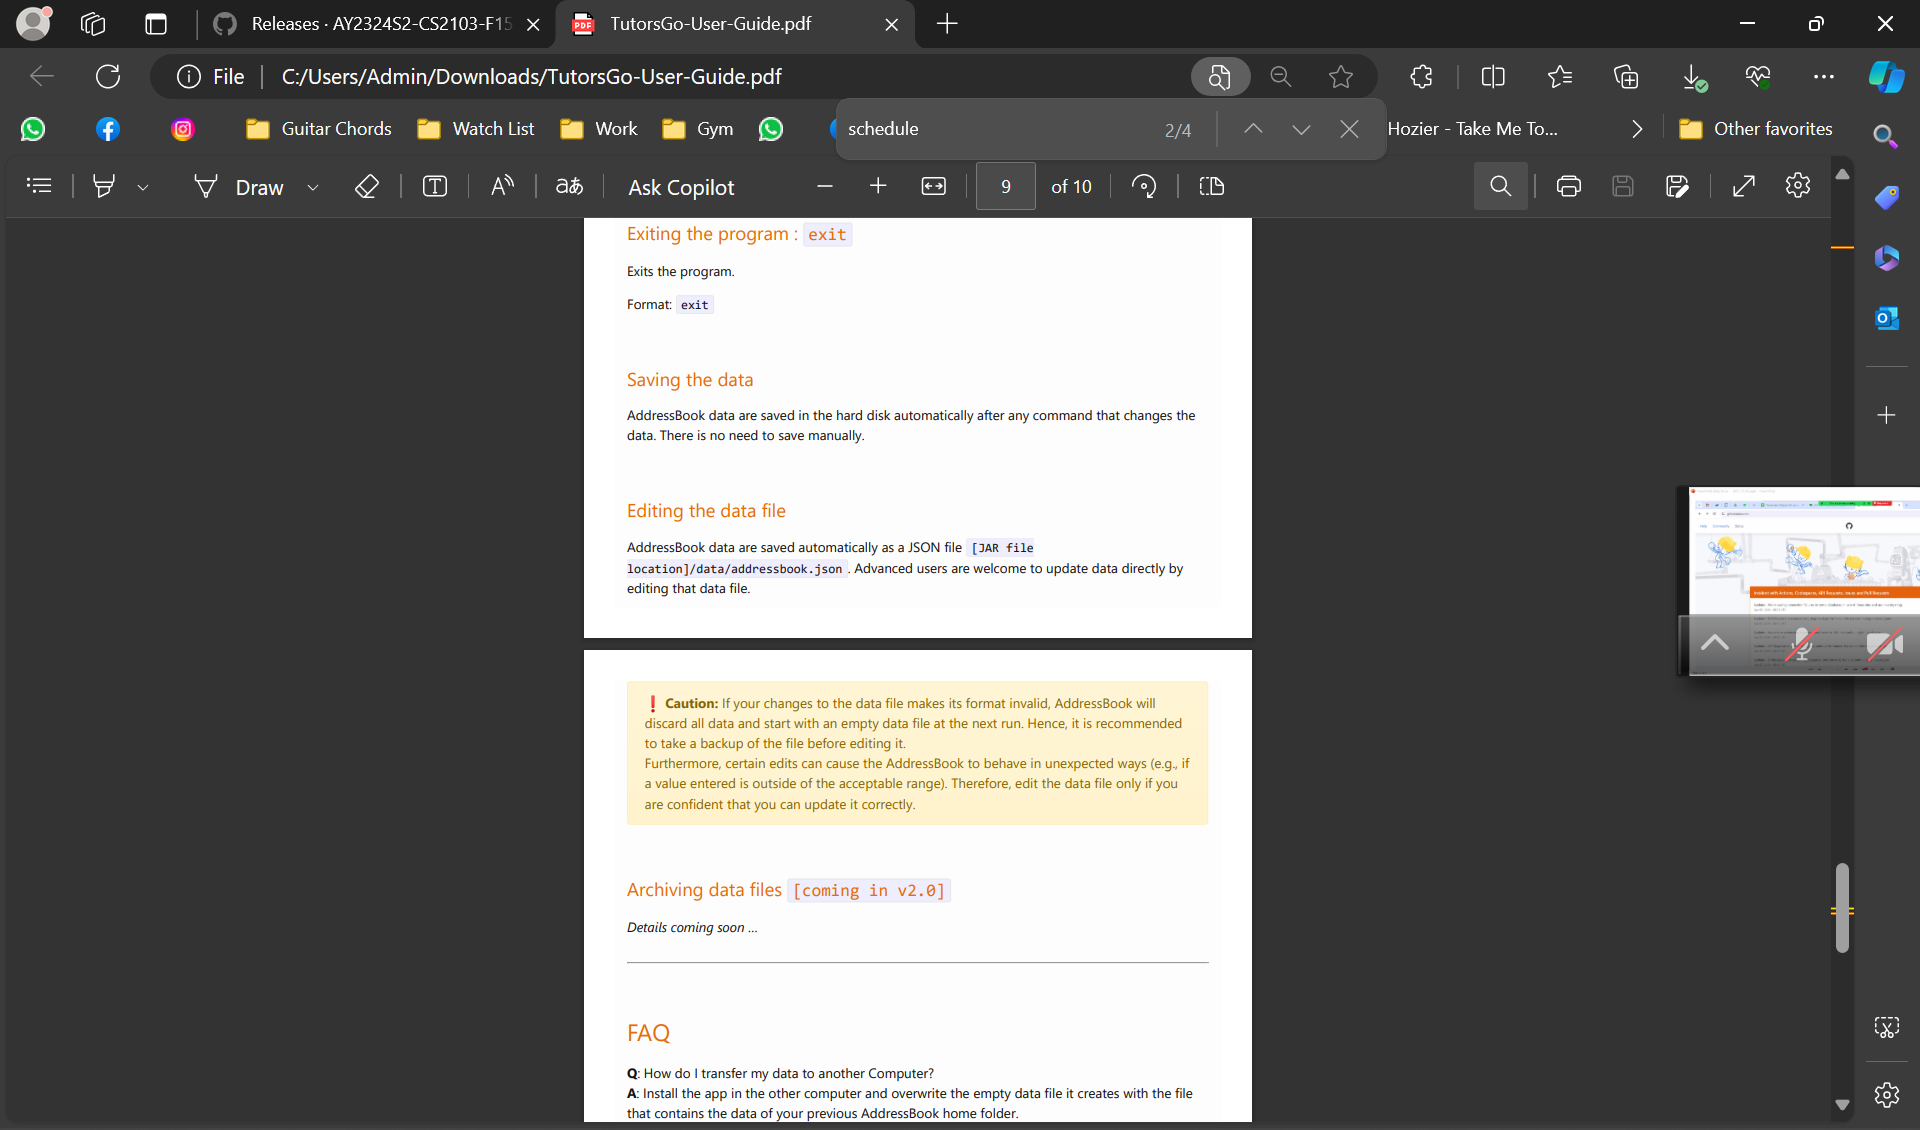 Releases · AY2324S2-CS2103-F15
TutorsGo-User-Guide.pdf
File
C:/Users/Admin/Downloads/TutorsGo-User-Guide.pdf
Guitar Chords
Watch List
Work
Gym
schedule
2/4
Hozier - Take Me To...
Other favorites
Draw
aあ
Ask Copilot
9
of 10
Exiting the program : exit
Exits the program.
Format: exit
Saving the data
AddressBook data are saved in the hard disk automatically after any command that changes the
data. There is no need to save manually.
Editing the data file
AddressBook data are saved automatically as a JSON file [JAR file
location]/data/addressbook.json . Advanced users are welcome to update data directly by
editing that data file.
❗ Caution: If your changes to the data file makes its format invalid, AddressBook will
discard all data and start with an empty data file at the next run. Hence, it is recommended
to take a backup of the file before editing it.
Furthermore, certain edits can cause the AddressBook to behave in unexpected ways (e.g., if
a value entered is outside of the acceptable range). Therefore, edit the data file only if you
are confident that you can update it correctly.
Archiving data files [coming in v2.0]
Details coming soon ...
FAQ
Q: How do I transfer my data to another Computer?
A: Install the app in the other computer and overwrite the empty data file it creates with the file
that contains the data of your previous AddressBook home folder.
Incident with Actions, Codespaces, API Requests, Issues and Pull Requests